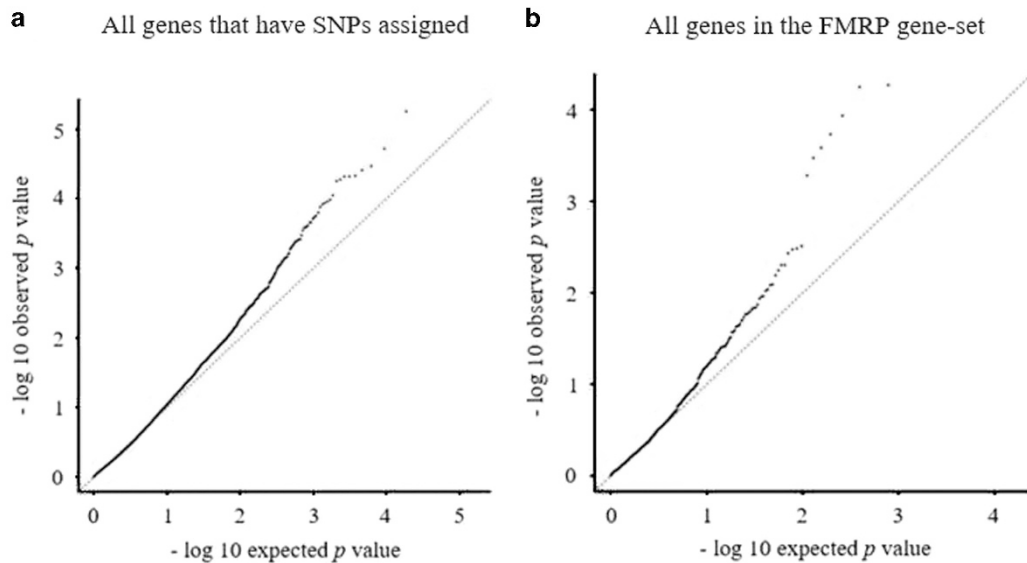 a
All genes that have SNPs assigned
- log 10 observed p value
5
4
3
2
1
0
0 1 2 3 4 5
- log 10 expected p value
b
All genes in the FMRP gene-set
- log 10 observed p value
4
3
2
1
0
0 1 2 3 4
- log 10 expected p value